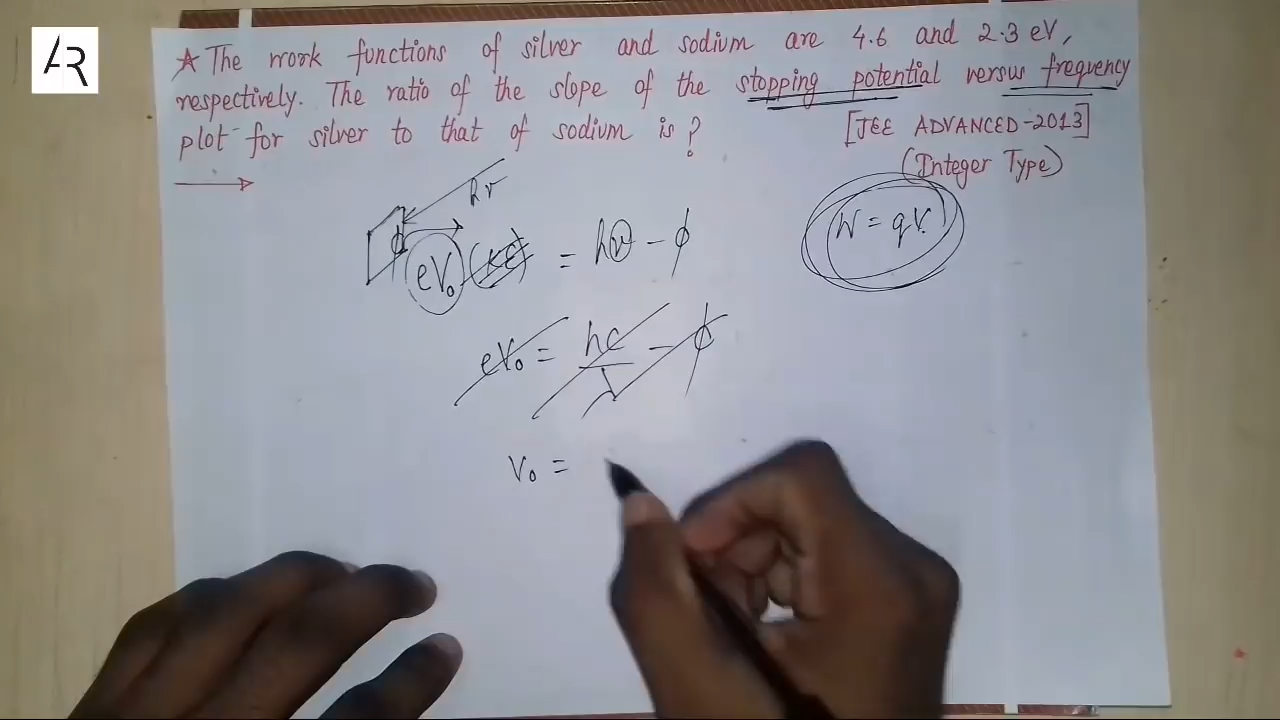 AR
☆ The work functions of silver and sodium are 4.6 and 2.3 eV,
respectively. The ratio of the slope of the stopping potential versus frequency
plot for silver to that of sodium is? [JEE ADVANCED-2013]
(Integer Type)
hν
W = qV.
ϕ eV₀ (KE) = hν − ϕ
eV₀ = hc/λ − ϕ
V₀ =